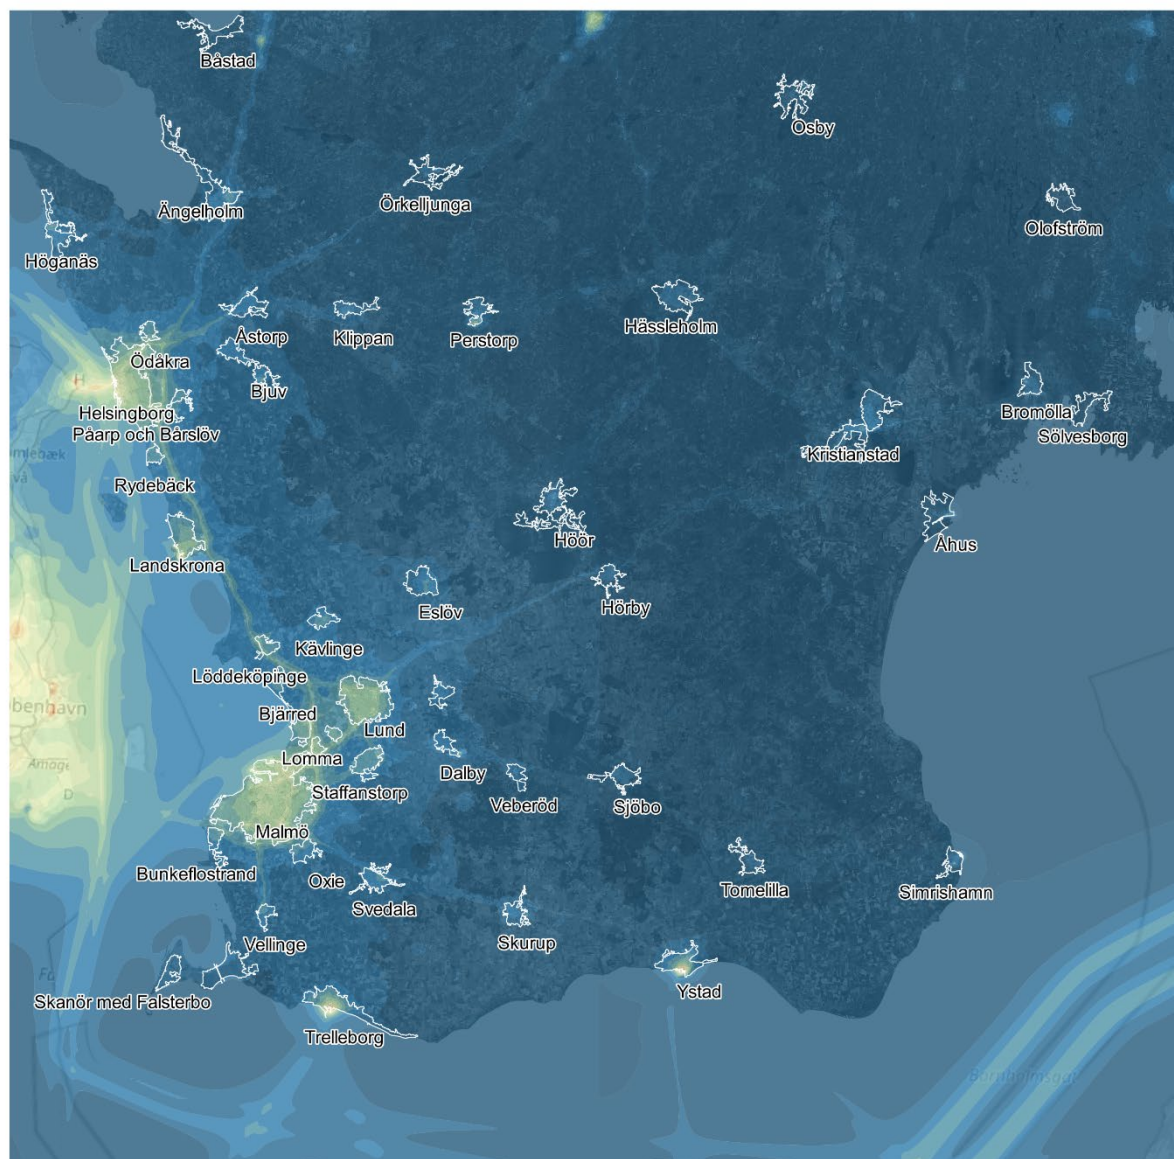 Båstad
Osby
Örkelljunga
Ängelholm
Olofström
Höganäs
Åstorp
Klippan
Perstorp
Hässleholm
Ödåkra
H
Bjuv
Helsingborg
Bromölla
Påarp och Bårslöv
Sölvesborg
Kristianstad
Rydebäck
Höör
Åhus
Landskrona
Eslöv
Hörby
Kävlinge
Löddeköpinge
Bjärred
Lund
Lomma
Dalby
Staffanstorp
Veberöd
Sjöbo
D
Malmö
Bunkeflostrand
Oxie
Svedala
Tomelilla
Simrishamn
Vellinge
Skurup
Ystad
Skanör med Falsterbo
Trelleborg